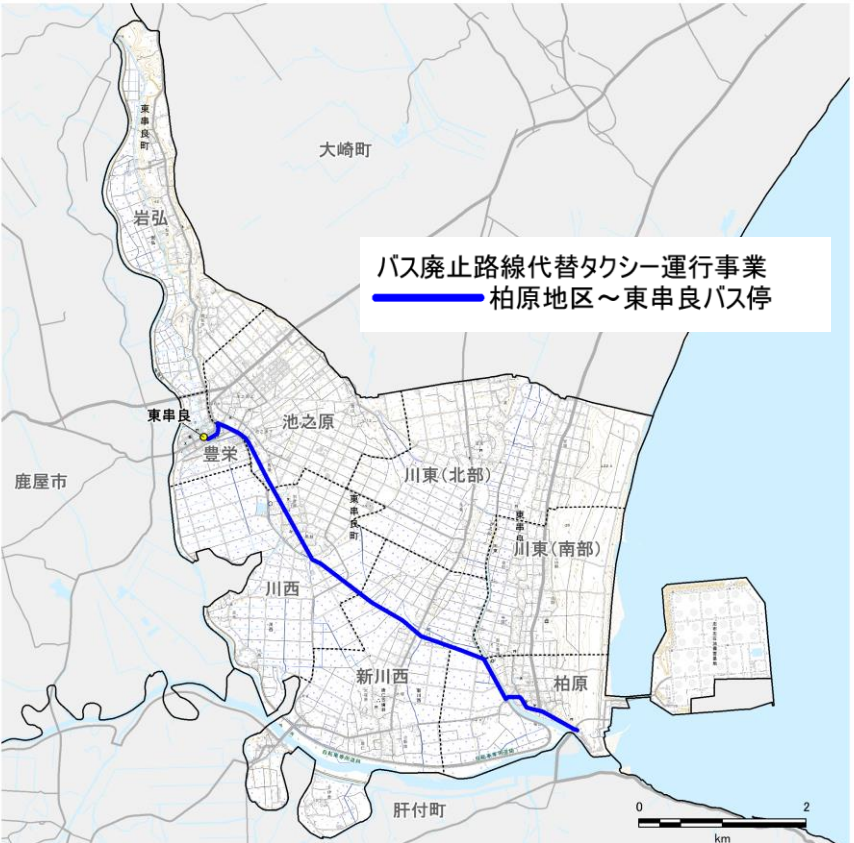 東串良町
大崎町
岩弘
バス廃止路線代替タクシー運行事業
柏原地区～東串良バス停
東串良
池之原
豊栄
鹿屋市
川東(北部)
東串良町
川東(南部)
川西
新川西
柏原
肝付町
0 2
km